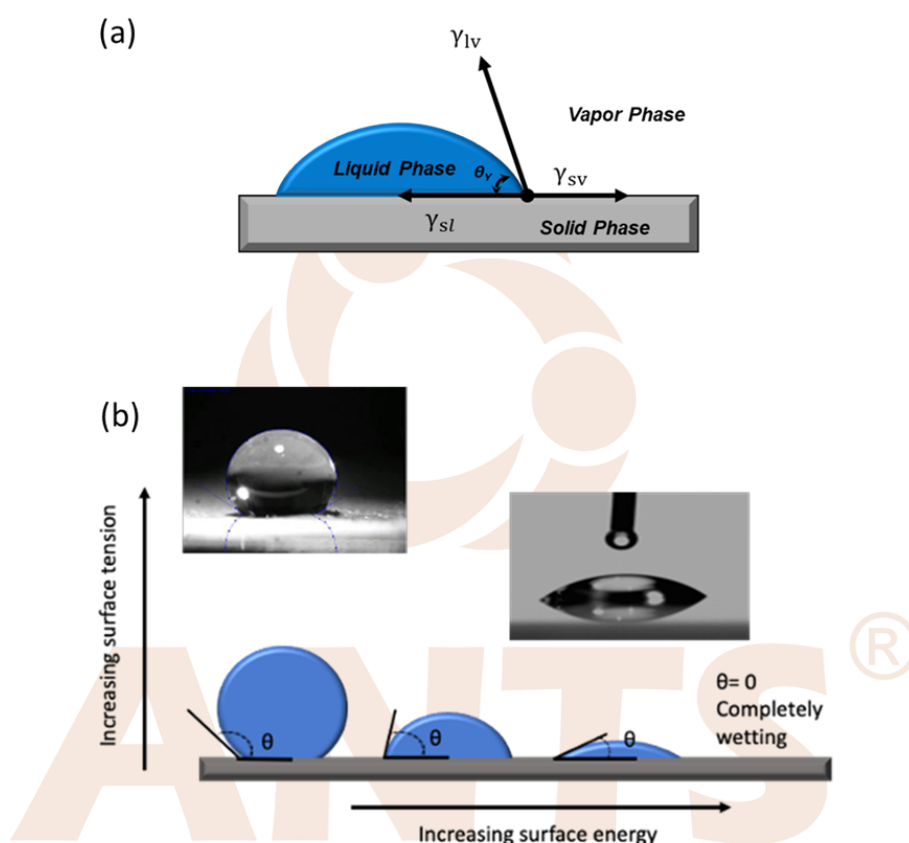 (a)
γlv
Vapor Phase
Liquid Phase
θY
γsv
γsl
Solid Phase
(b)
Increasing surface tension
θ= 0
Completely
wetting
θ
θ
θ
Increasing surface energy
ANTS®